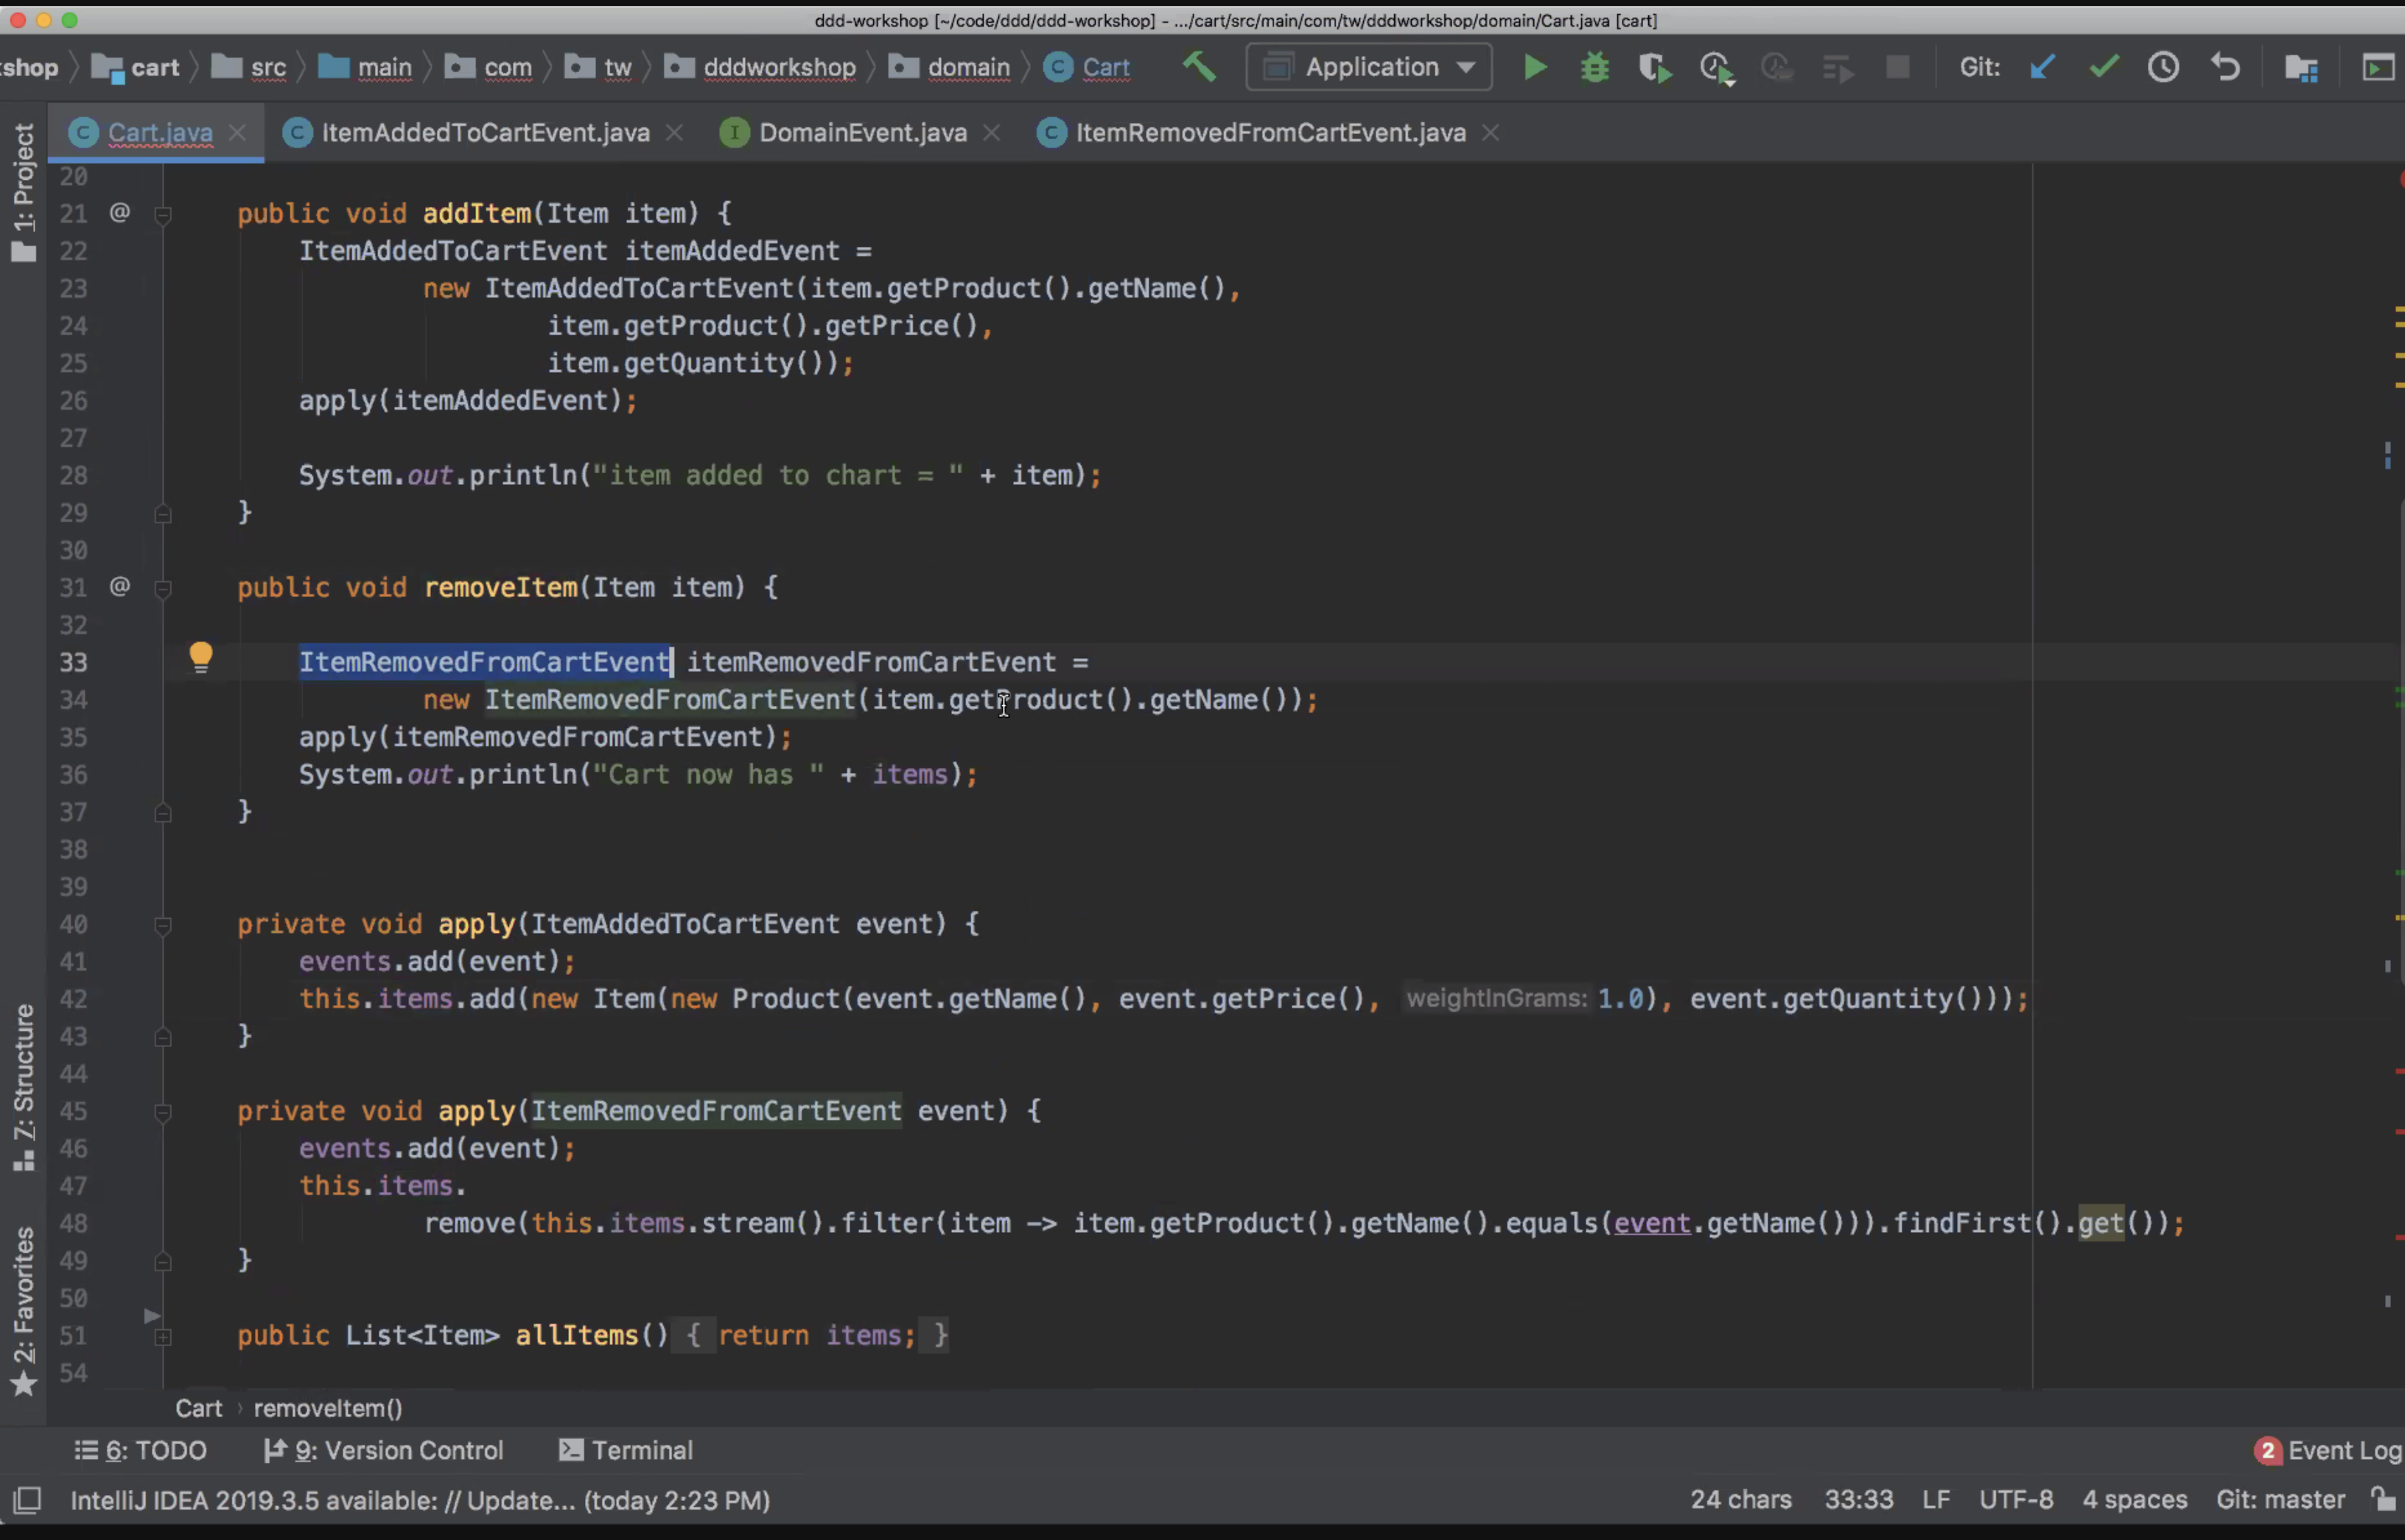 ddd-workshop [~/code/ddd/ddd-workshop] - .../cart/src/main/com/tw/dddworkshop/domain/Cart.java [cart]
shop cart src main com tw dddworkshop domain Cart Application Git:
Cart.java ItemAddedToCartEvent.java DomainEvent.java ItemRemovedFromCartEvent.java
1: Project
7: Structure
2: Favorites
20
21 @ public void addItem(Item item) {
22 ItemAddedToCartEvent itemAddedEvent =
23 new ItemAddedToCartEvent(item.getProduct().getName(),
24 item.getProduct().getPrice(),
25 item.getQuantity());
26 apply(itemAddedEvent);
27
28 System.out.println("item added to chart = " + item);
29 }
30
31 @ public void removeItem(Item item) {
32
33 ItemRemovedFromCartEvent itemRemovedFromCartEvent =
34 new ItemRemovedFromCartEvent(item.getProduct().getName());
35 apply(itemRemovedFromCartEvent);
36 System.out.println("Cart now has " + items);
37 }
38
39
40 private void apply(ItemAddedToCartEvent event) {
41 events.add(event);
42 this.items.add(new Item(new Product(event.getName(), event.getPrice(), weightInGrams: 1.0), event.getQuantity()));
43 }
44
45 private void apply(ItemRemovedFromCartEvent event) {
46 events.add(event);
47 this.items.
48 remove(this.items.stream().filter(item -> item.getProduct().getName().equals(event.getName())).findFirst().get());
49 }
50
51 public List<Item> allItems() { return items; }
54
Cart › removeItem()
6: TODO 9: Version Control Terminal 2 Event Log
IntelliJ IDEA 2019.3.5 available: // Update... (today 2:23 PM) 24 chars 33:33 LF UTF-8 4 spaces Git: master